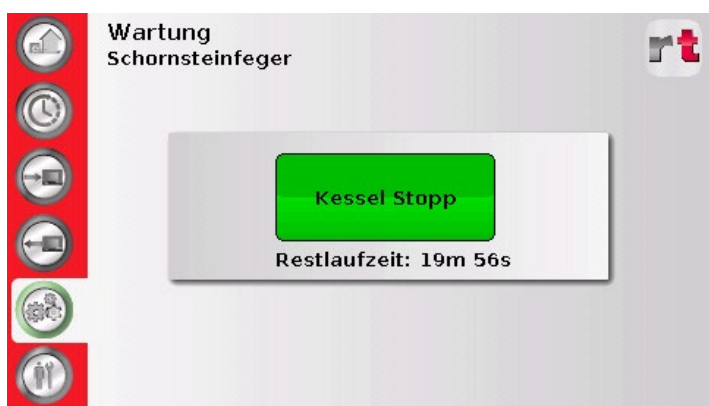 Wartung
Schornsteinfeger
rt
Kessel Stopp
Restlaufzeit: 19m 56s